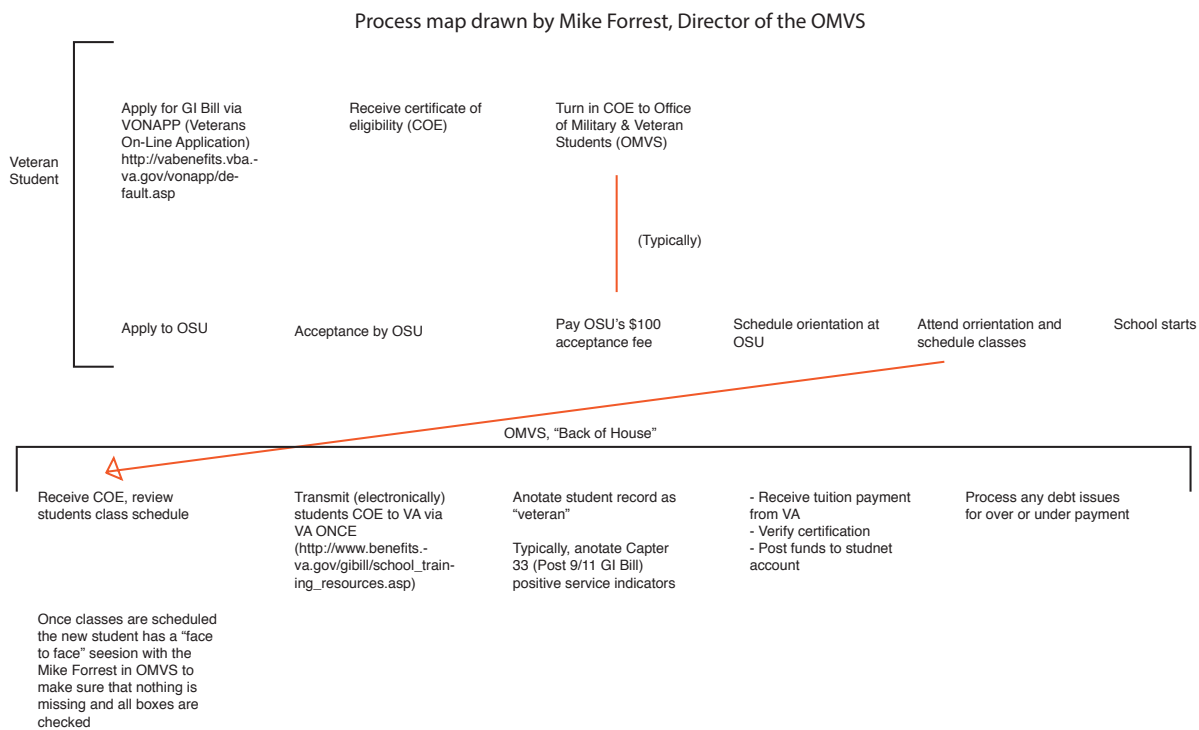 Process map drawn by Mike Forrest, Director of the OMVS
Veteran
Student
Apply for GI Bill via
VONAPP (Veterans
On-Line Application)
http://vabenefits.vba.-
va.gov/vonapp/de-
fault.asp
Receive certificate of
eligibility (COE)
Turn in COE to Office
of Military & Veteran
Students (OMVS)
(Typically)
Apply to OSU
Acceptance by OSU
Pay OSU’s $100
acceptance fee
Schedule orientation at
OSU
Attend orrientation and
schedule classes
School starts
OMVS, “Back of House”
Receive COE, review
students class schedule
Transmit (electronically)
students COE to VA via
VA ONCE
(http://www.benefits.-
va.gov/gibill/school_train-
ing_resources.asp)
Anotate student record as
“veteran”
Typically, anotate Capter
33 (Post 9/11 GI Bill)
positive service indicators
- Receive tuition payment
from VA
- Verify certification
- Post funds to studnet
account
Process any debt issues
for over or under payment
Once classes are scheduled
the new student has a “face
to face” seesion with the
Mike Forrest in OMVS to
make sure that nothing is
missing and all boxes are
checked